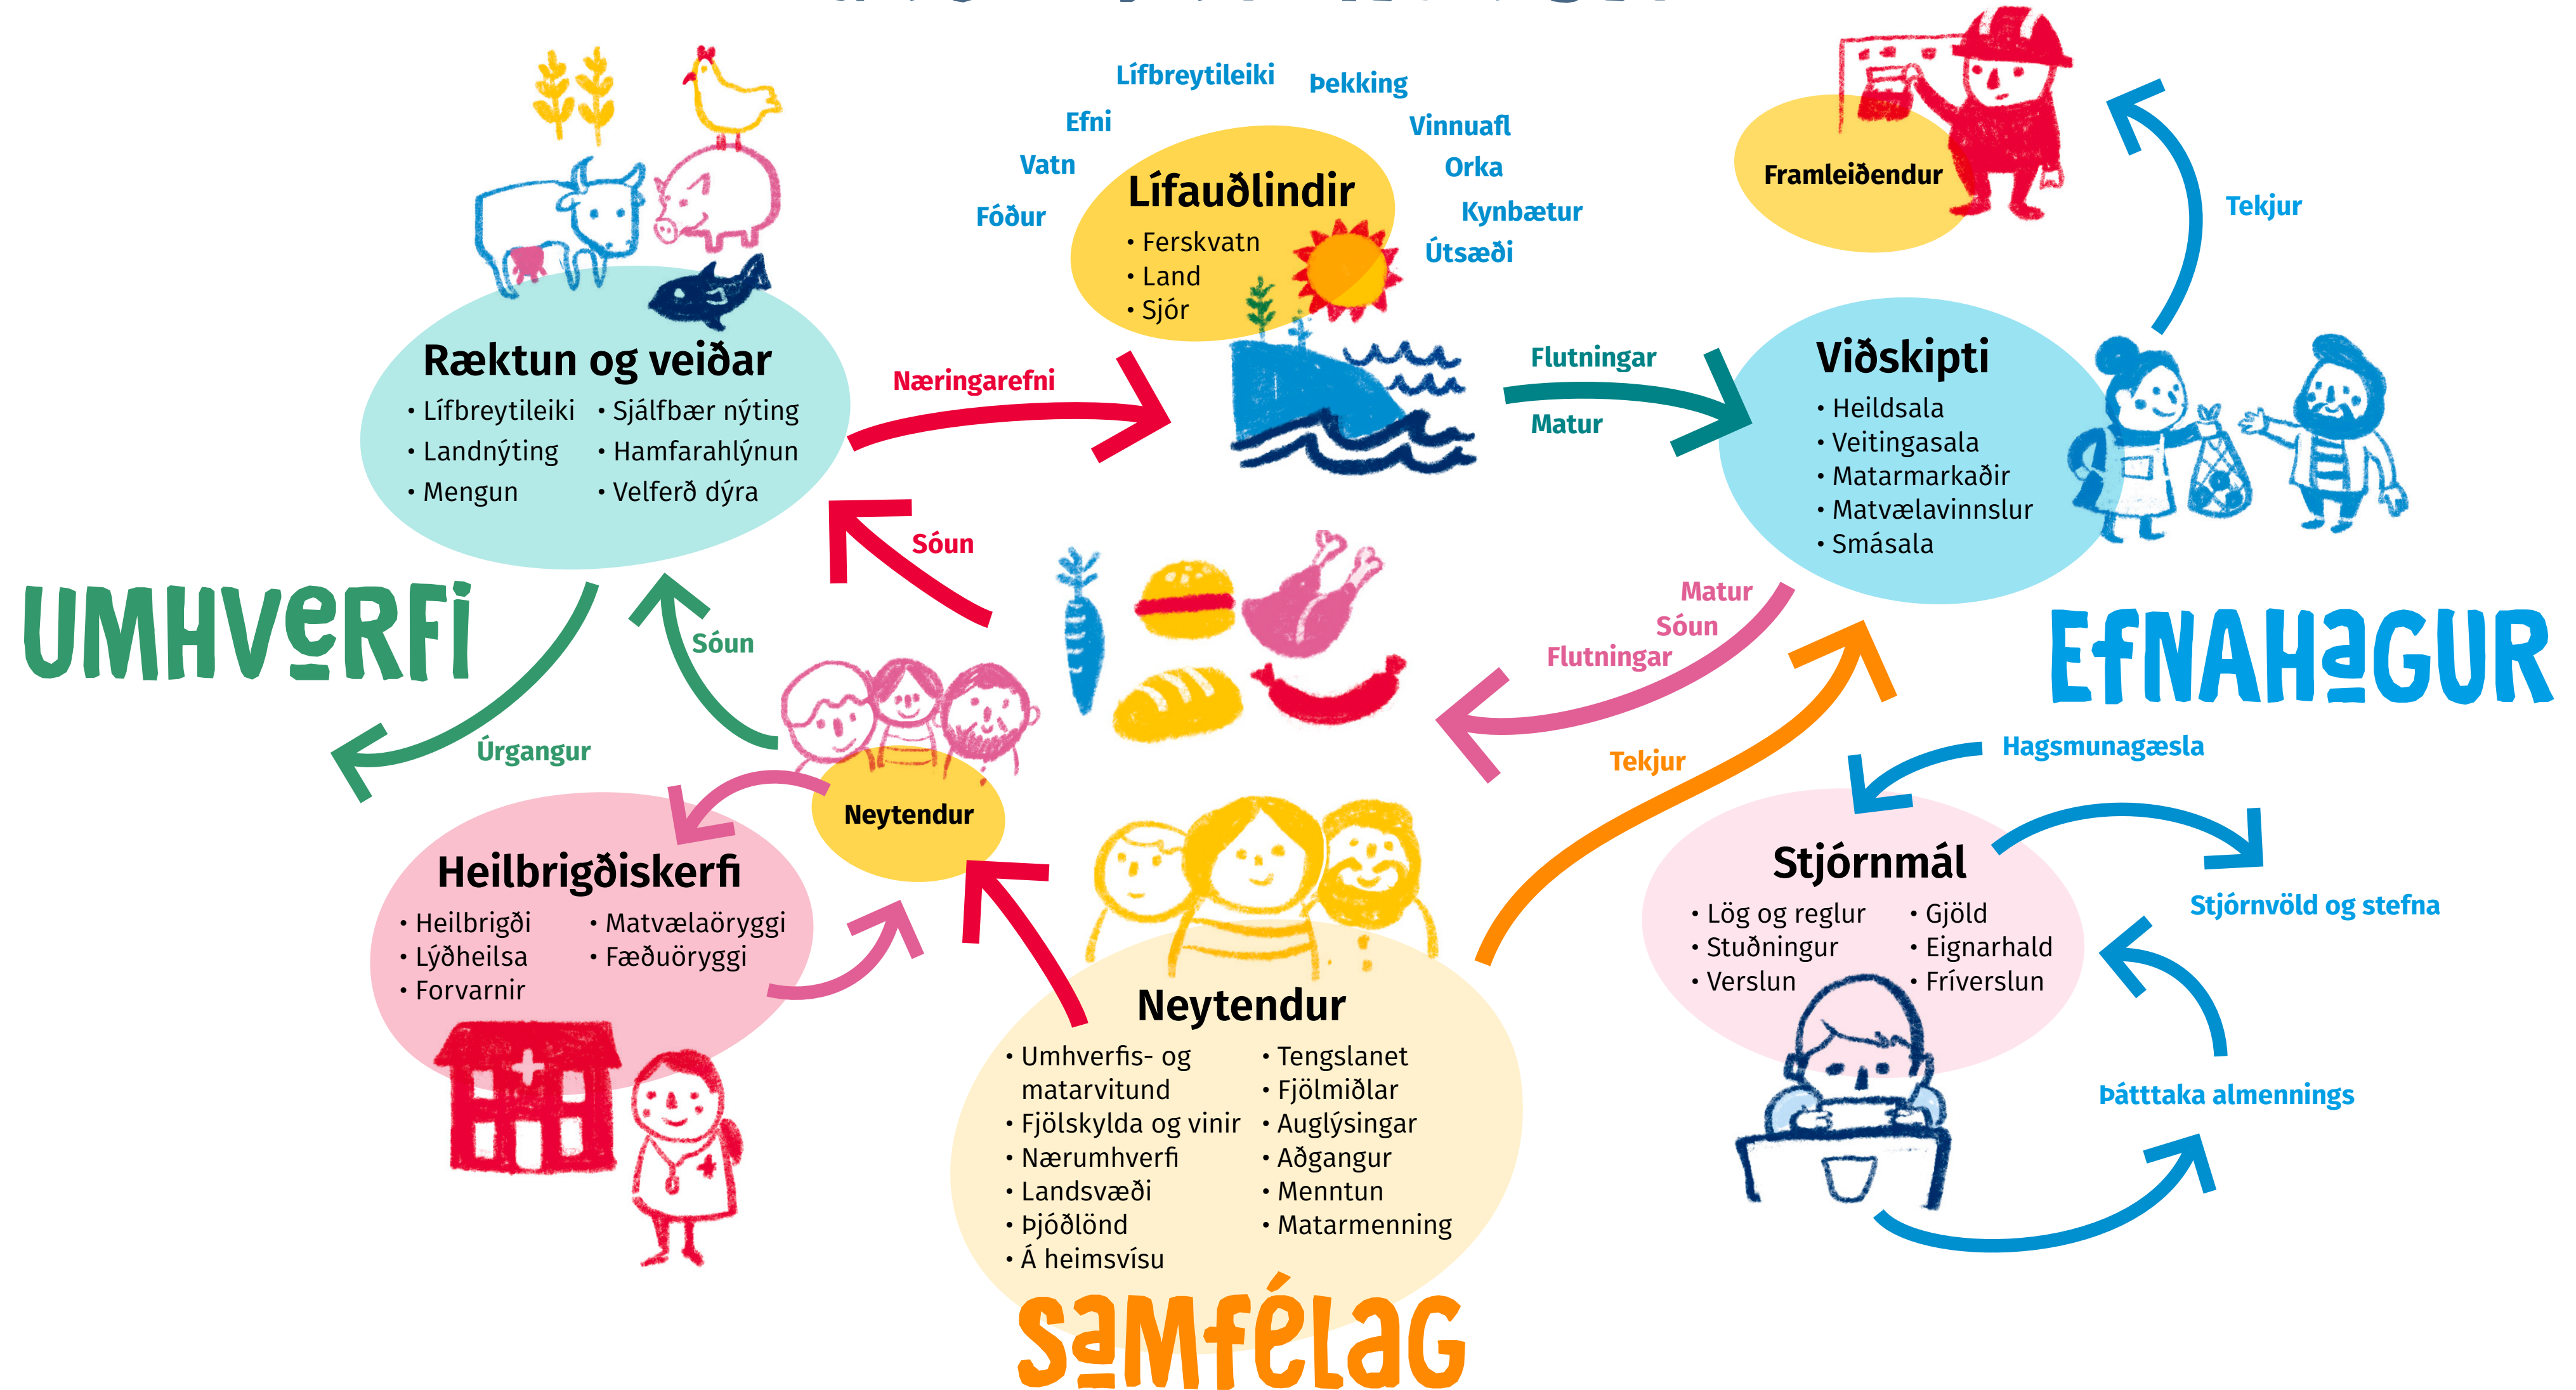 Lífbreytileiki
Þekking
Efni
Vinnuafl
Vatn
Orka
Fóður
Kynbætur
Útsæði
Lífauðlindir
• Ferskvatn
• Land
• Sjór
Framleiðendur
Tekjur
Ræktun og veiðar
• Lífbreytileiki
• Landnýting
• Mengun
• Sjálfbær nýting
• Hamfarahlýnun
• Velferð dýra
Næringarefni
Flutningar
Matur
Viðskipti
• Heildsala
• Veitingasala
• Matarmarkaðir
• Matvælavinnslur
• Smásala
Sóun
Sóun
UMHVeRFi
Úrgangur
Matur
Sóun
Flutningar
EfNAHaGUR
Tekjur
Neytendur
Heilbrigðiskerfi
• Heilbrigði
• Lýðheilsa
• Forvarnir
• Matvælaöryggi
• Fæðuöryggi
Hagsmunagæsla
Stjórnmál
• Lög og reglur
• Stuðningur
• Verslun
• Gjöld
• Eignarhald
• Fríverslun
Stjórnvöld og stefna
Þátttaka almennings
Neytendur
• Umhverfis- og
matarvitund
• Fjölskylda og vinir
• Nærumhverfi
• Landsvæði
• Þjóðlönd
• Á heimsvísu
• Tengslanet
• Fjölmiðlar
• Auglýsingar
• Aðgangur
• Menntun
• Matarmenning
SaMféLaG